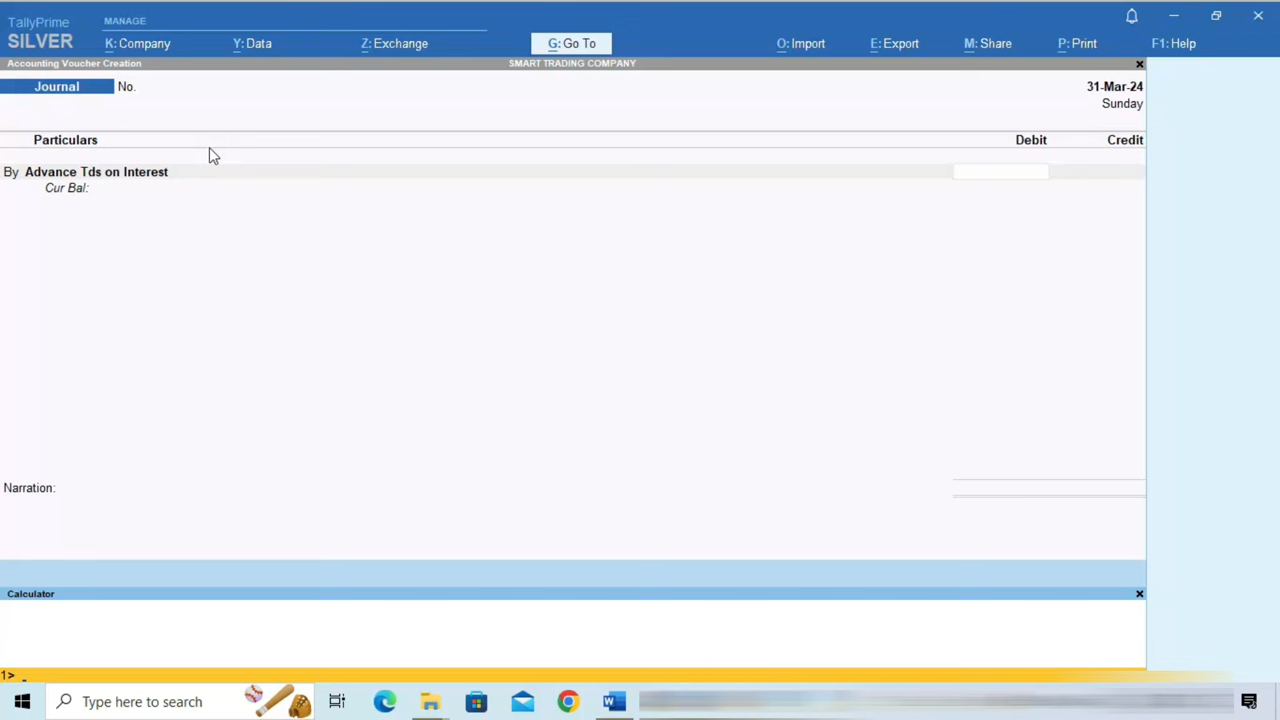 TallyPrime
SILVER
MANAGE
K: Company
Y: Data
Z: Exchange
G: Go To
O: Import
E: Export
M: Share
P: Print
F1: Help
Accounting Voucher Creation
SMART TRADING COMPANY
Journal No.
31-Mar-24
Sunday
Particulars Debit Credit
By Advance Tds on Interest
Cur Bal:
Narration:
Calculator
1>
Type here to search